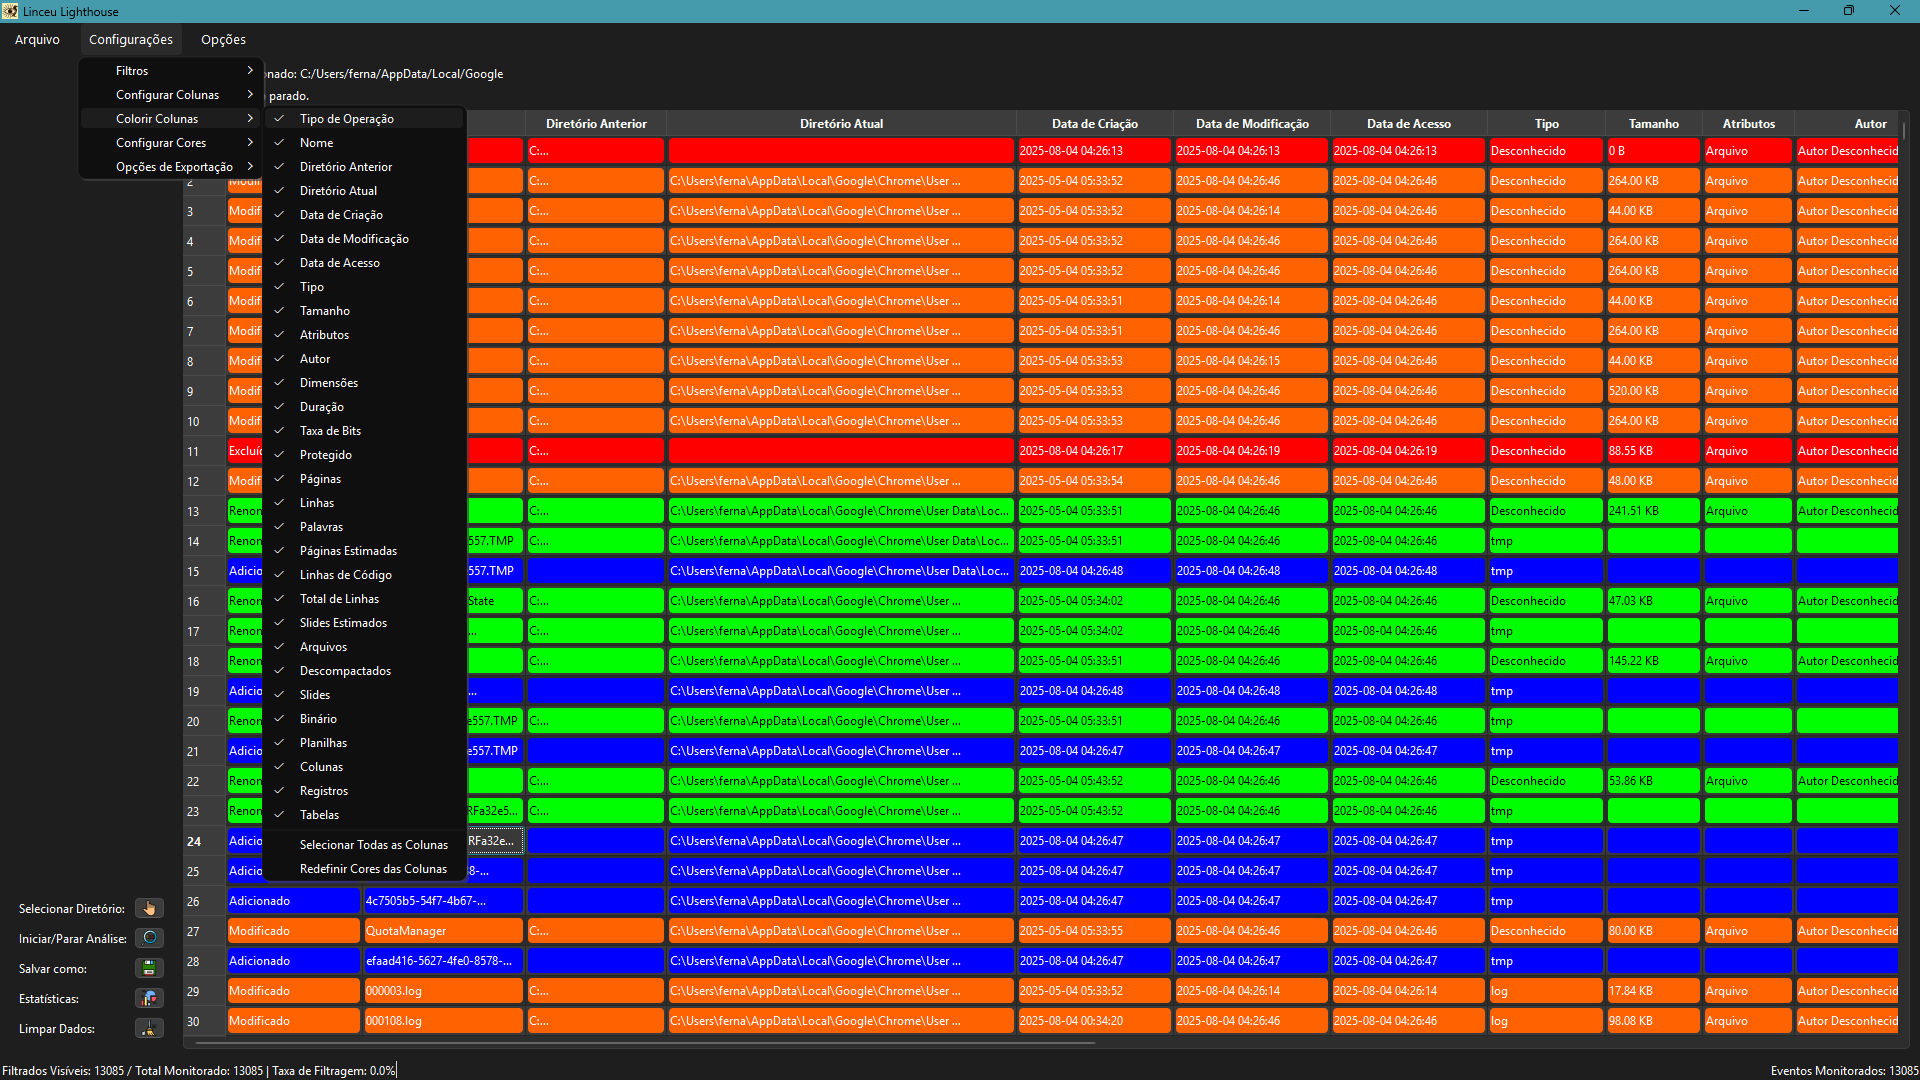 Linceu Lighthouse
Arquivo Configurações Opções
Filtros
Configurar Colunas
Colorir Colunas
Configurar Cores
Opções de Exportação
nado: C:/Users/ferna/AppData/Local/Google
parado.
Tipo de Operação
Nome
Diretório Anterior
Diretório Atual
Data de Criação
Data de Modificação
Data de Acesso
Tipo
Tamanho
Atributos
Autor
Dimensões
Duração
Taxa de Bits
Protegido
Páginas
Linhas
Palavras
Páginas Estimadas
Linhas de Código
Total de Linhas
Slides Estimados
Arquivos
Descompactados
Slides
Binário
Planilhas
Colunas
Registros
Tabelas
Selecionar Todas as Colunas
Redefinir Cores das Colunas
Diretório Anterior Diretório Atual Data de Criação Data de Modificação Data de Acesso Tipo Tamanho Atributos Autor
C:... 2025-08-04 04:26:13 2025-08-04 04:26:13 2025-08-04 04:26:13 Desconhecido 0 B Arquivo Autor Desconhecid
2 Modif C:... C:\Users\ferna\AppData\Local\Google\Chrome\User ... 2025-05-04 05:33:52 2025-08-04 04:26:46 2025-08-04 04:26:46 Desconhecido 264.00 KB Arquivo Autor Desconhecid
3 Modif C:... C:\Users\ferna\AppData\Local\Google\Chrome\User ... 2025-05-04 05:33:52 2025-08-04 04:26:14 2025-08-04 04:26:46 Desconhecido 44.00 KB Arquivo Autor Desconhecid
4 Modif C:... C:\Users\ferna\AppData\Local\Google\Chrome\User ... 2025-05-04 05:33:52 2025-08-04 04:26:46 2025-08-04 04:26:46 Desconhecido 264.00 KB Arquivo Autor Desconhecid
5 Modif C:... C:\Users\ferna\AppData\Local\Google\Chrome\User ... 2025-05-04 05:33:52 2025-08-04 04:26:46 2025-08-04 04:26:46 Desconhecido 264.00 KB Arquivo Autor Desconhecid
6 Modif C:... C:\Users\ferna\AppData\Local\Google\Chrome\User ... 2025-05-04 05:33:51 2025-08-04 04:26:14 2025-08-04 04:26:46 Desconhecido 44.00 KB Arquivo Autor Desconhecid
7 Modif C:... C:\Users\ferna\AppData\Local\Google\Chrome\User ... 2025-05-04 05:33:51 2025-08-04 04:26:46 2025-08-04 04:26:46 Desconhecido 264.00 KB Arquivo Autor Desconhecid
8 Modif C:... C:\Users\ferna\AppData\Local\Google\Chrome\User ... 2025-05-04 05:33:53 2025-08-04 04:26:15 2025-08-04 04:26:46 Desconhecido 44.00 KB Arquivo Autor Desconhecid
9 Modif C:... C:\Users\ferna\AppData\Local\Google\Chrome\User ... 2025-05-04 05:33:53 2025-08-04 04:26:46 2025-08-04 04:26:46 Desconhecido 520.00 KB Arquivo Autor Desconhecid
10 Modif C:... C:\Users\ferna\AppData\Local\Google\Chrome\User ... 2025-05-04 05:33:53 2025-08-04 04:26:46 2025-08-04 04:26:46 Desconhecido 264.00 KB Arquivo Autor Desconhecid
11 Excluíd C:... 2025-08-04 04:26:17 2025-08-04 04:26:19 2025-08-04 04:26:19 Desconhecido 88.55 KB Arquivo Autor Desconhecid
12 Modif C:... C:\Users\ferna\AppData\Local\Google\Chrome\User ... 2025-05-04 05:33:54 2025-08-04 04:26:46 2025-08-04 04:26:46 Desconhecido 48.00 KB Arquivo Autor Desconhecid
13 Renon C:... C:\Users\ferna\AppData\Local\Google\Chrome\User Data\Loc... 2025-05-04 05:33:51 2025-08-04 04:26:46 2025-08-04 04:26:46 Desconhecido 241.51 KB Arquivo Autor Desconhecid
14 Renon 557.TMP C:... C:\Users\ferna\AppData\Local\Google\Chrome\User Data\Loc... 2025-05-04 05:33:51 2025-08-04 04:26:46 2025-08-04 04:26:46 tmp
15 Adicio 557.TMP C:\Users\ferna\AppData\Local\Google\Chrome\User Data\Loc... 2025-08-04 04:26:48 2025-08-04 04:26:48 2025-08-04 04:26:48 tmp
16 Renon State C:... C:\Users\ferna\AppData\Local\Google\Chrome\User ... 2025-05-04 05:34:02 2025-08-04 04:26:46 2025-08-04 04:26:46 Desconhecido 47.03 KB Arquivo Autor Desconhecid
17 Renon ... C:... C:\Users\ferna\AppData\Local\Google\Chrome\User ... 2025-05-04 05:34:02 2025-08-04 04:26:46 2025-08-04 04:26:46 tmp
18 Renon C:... C:\Users\ferna\AppData\Local\Google\Chrome\User ... 2025-05-04 05:33:51 2025-08-04 04:26:46 2025-08-04 04:26:46 Desconhecido 145.22 KB Arquivo Autor Desconhecid
19 Adicio ... C:\Users\ferna\AppData\Local\Google\Chrome\User ... 2025-08-04 04:26:48 2025-08-04 04:26:48 2025-08-04 04:26:48 tmp
20 Renon e557.TMP C:... C:\Users\ferna\AppData\Local\Google\Chrome\User ... 2025-05-04 05:33:51 2025-08-04 04:26:46 2025-08-04 04:26:46 tmp
21 Adicio e557.TMP C:\Users\ferna\AppData\Local\Google\Chrome\User ... 2025-08-04 04:26:47 2025-08-04 04:26:47 2025-08-04 04:26:47 tmp
22 Renon C:... C:\Users\ferna\AppData\Local\Google\Chrome\User ... 2025-05-04 05:43:52 2025-08-04 04:26:46 2025-08-04 04:26:46 Desconhecido 53.86 KB Arquivo Autor Desconhecid
23 Renon RFa32e5... C:... C:\Users\ferna\AppData\Local\Google\Chrome\User ... 2025-05-04 05:43:52 2025-08-04 04:26:46 2025-08-04 04:26:46 tmp
24 Adicio RFa32e... C:\Users\ferna\AppData\Local\Google\Chrome\User ... 2025-08-04 04:26:47 2025-08-04 04:26:47 2025-08-04 04:26:47 tmp
25 Adicio 8-... C:\Users\ferna\AppData\Local\Google\Chrome\User ... 2025-08-04 04:26:47 2025-08-04 04:26:47 2025-08-04 04:26:47 tmp
26 Adicionado 4c7505b5-54f7-4b67-... C:\Users\ferna\AppData\Local\Google\Chrome\User ... 2025-08-04 04:26:47 2025-08-04 04:26:47 2025-08-04 04:26:47 tmp
27 Modificado QuotaManager C:... C:\Users\ferna\AppData\Local\Google\Chrome\User ... 2025-05-04 05:33:55 2025-08-04 04:26:46 2025-08-04 04:26:46 Desconhecido 80.00 KB Arquivo Autor Desconhecid
28 Adicionado efaad416-5627-4fe0-8578-... C:\Users\ferna\AppData\Local\Google\Chrome\User ... 2025-08-04 04:26:47 2025-08-04 04:26:47 2025-08-04 04:26:47 tmp
29 Modificado 000003.log C:... C:\Users\ferna\AppData\Local\Google\Chrome\User ... 2025-05-04 05:33:52 2025-08-04 04:26:14 2025-08-04 04:26:14 log 17.84 KB Arquivo Autor Desconhecid
30 Modificado 000108.log C:... C:\Users\ferna\AppData\Local\Google\Chrome\User ... 2025-08-04 00:34:20 2025-08-04 04:26:46 2025-08-04 04:26:46 log 98.08 KB Arquivo Autor Desconhecid
Selecionar Diretório:
Iniciar/Parar Análise:
Salvar como:
Estatísticas:
Limpar Dados:
Filtrados Visíveis: 13085 / Total Monitorado: 13085 | Taxa de Filtragem: 0.0% Eventos Monitorados: 13085